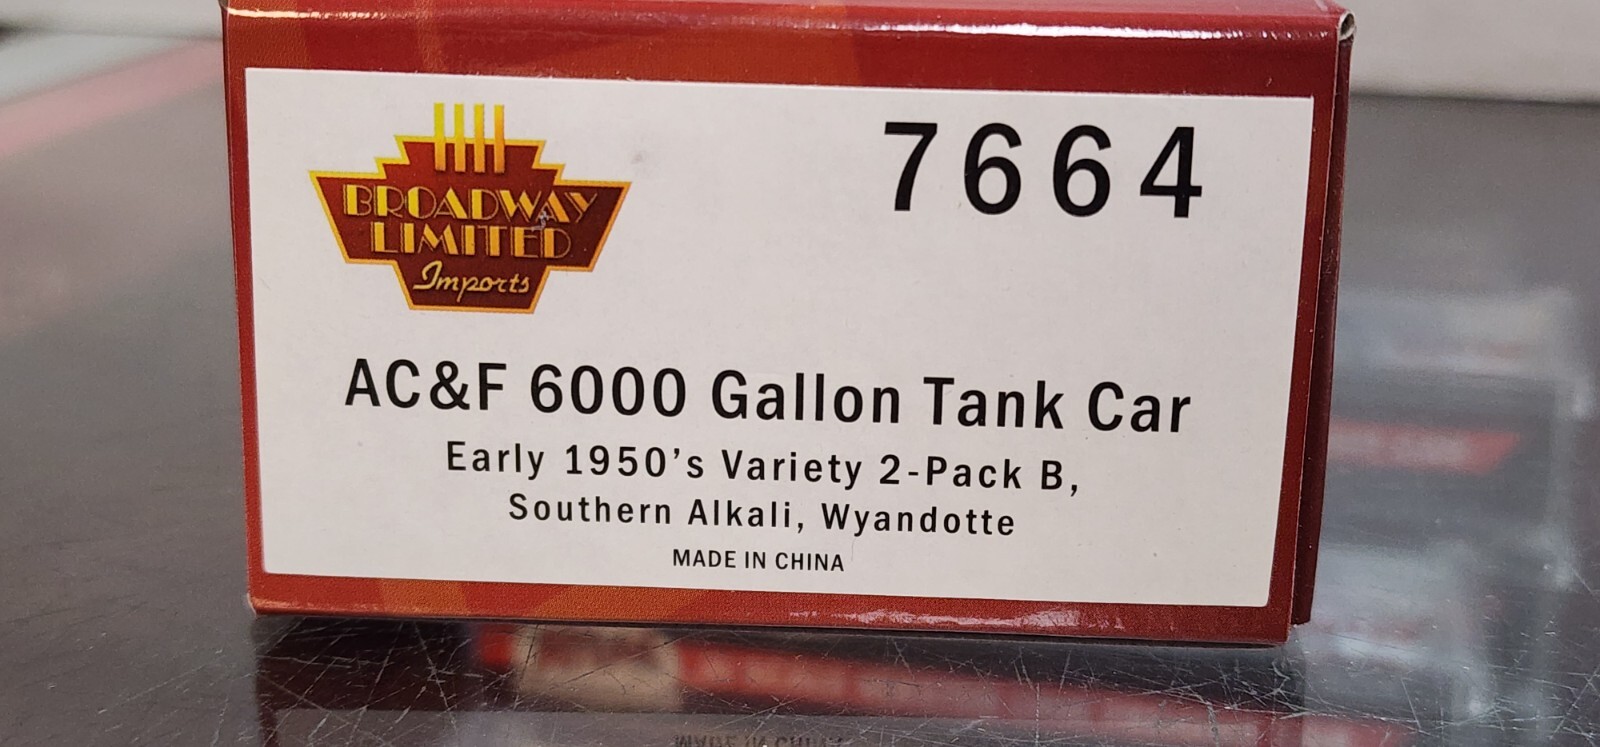 BROADWAY
LIMITED
Imports
7664
AC&F 6000 Gallon Tank Car
Early 1950's Variety 2-Pack B,
Southern Alkali, Wyandotte
MADE IN CHINA